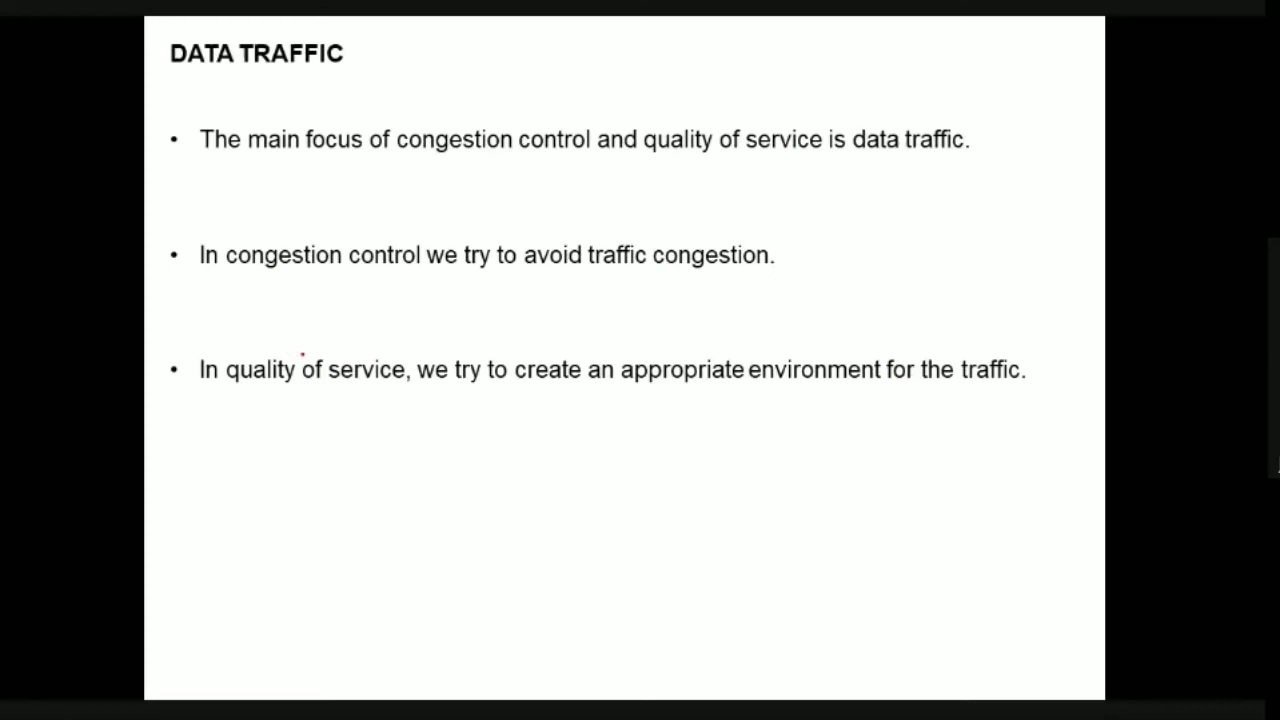 DATA TRAFFIC
• The main focus of congestion control and quality of service is data traffic.
• In congestion control we try to avoid traffic congestion.
• In quality of service, we try to create an appropriate environment for the traffic.